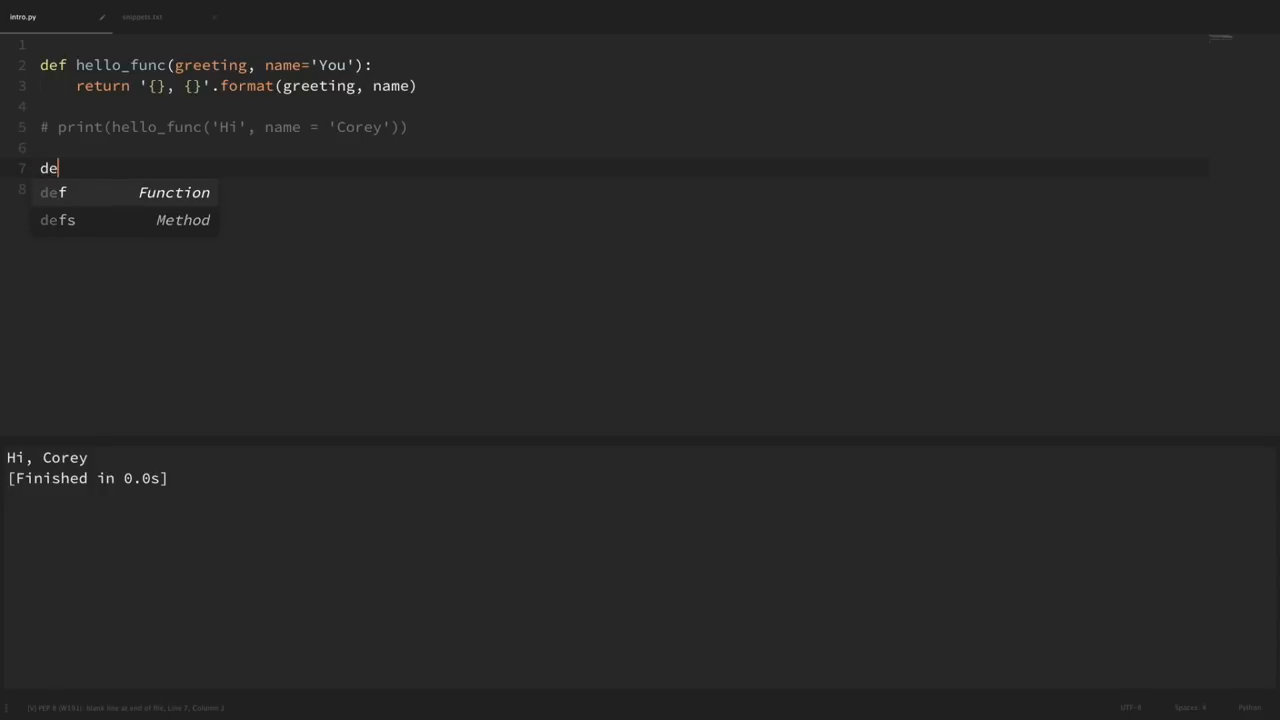 intro.py
snippets.txt
1
2 def hello_func(greeting, name='You'):
3 return '{}, {}'.format(greeting, name)
4
5 # print(hello_func('Hi', name = 'Corey'))
6
7 de
8
def Function
defs Method
Hi, Corey
[Finished in 0.0s]
[V] PEP 8 (W391): blank line at end of file, Line 7, Column 2
UTF-8 Spaces: 4 Python